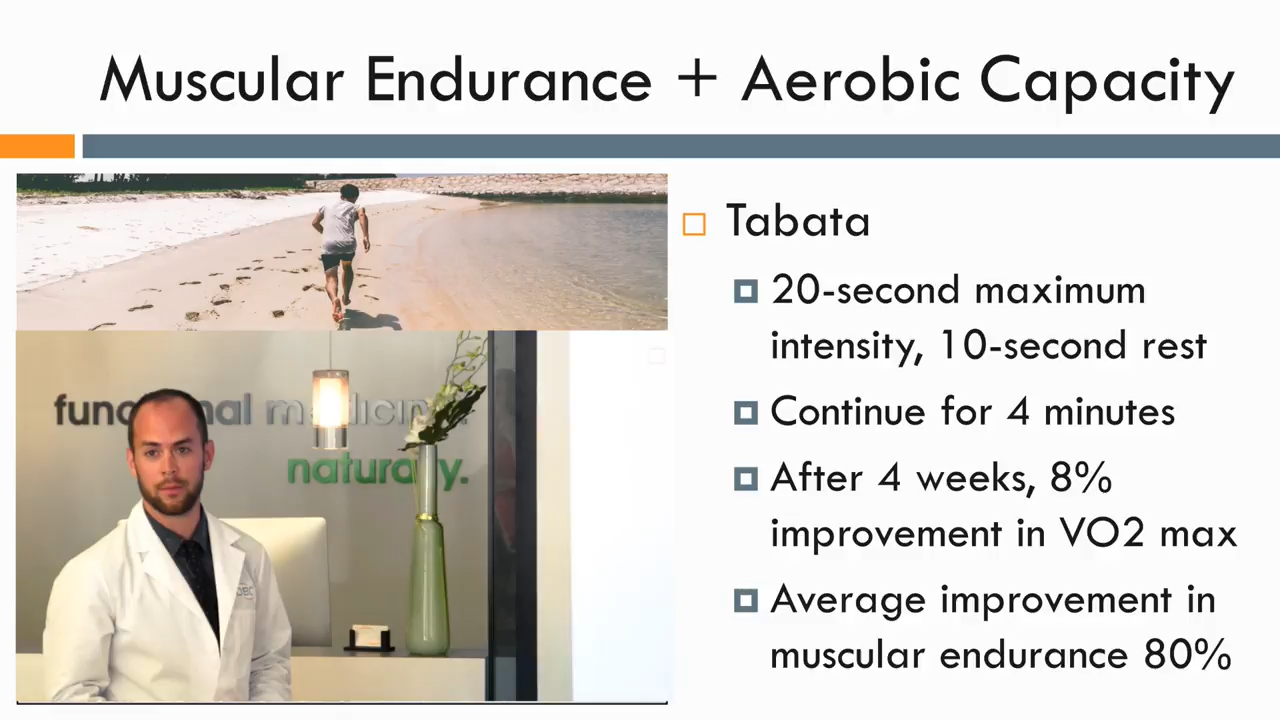 Muscular Endurance + Aerobic Capacity
Tabata
20-second maximum
intensity, 10-second rest
Continue for 4 minutes
After 4 weeks, 8%
improvement in VO2 max
Average improvement in
muscular endurance 80%